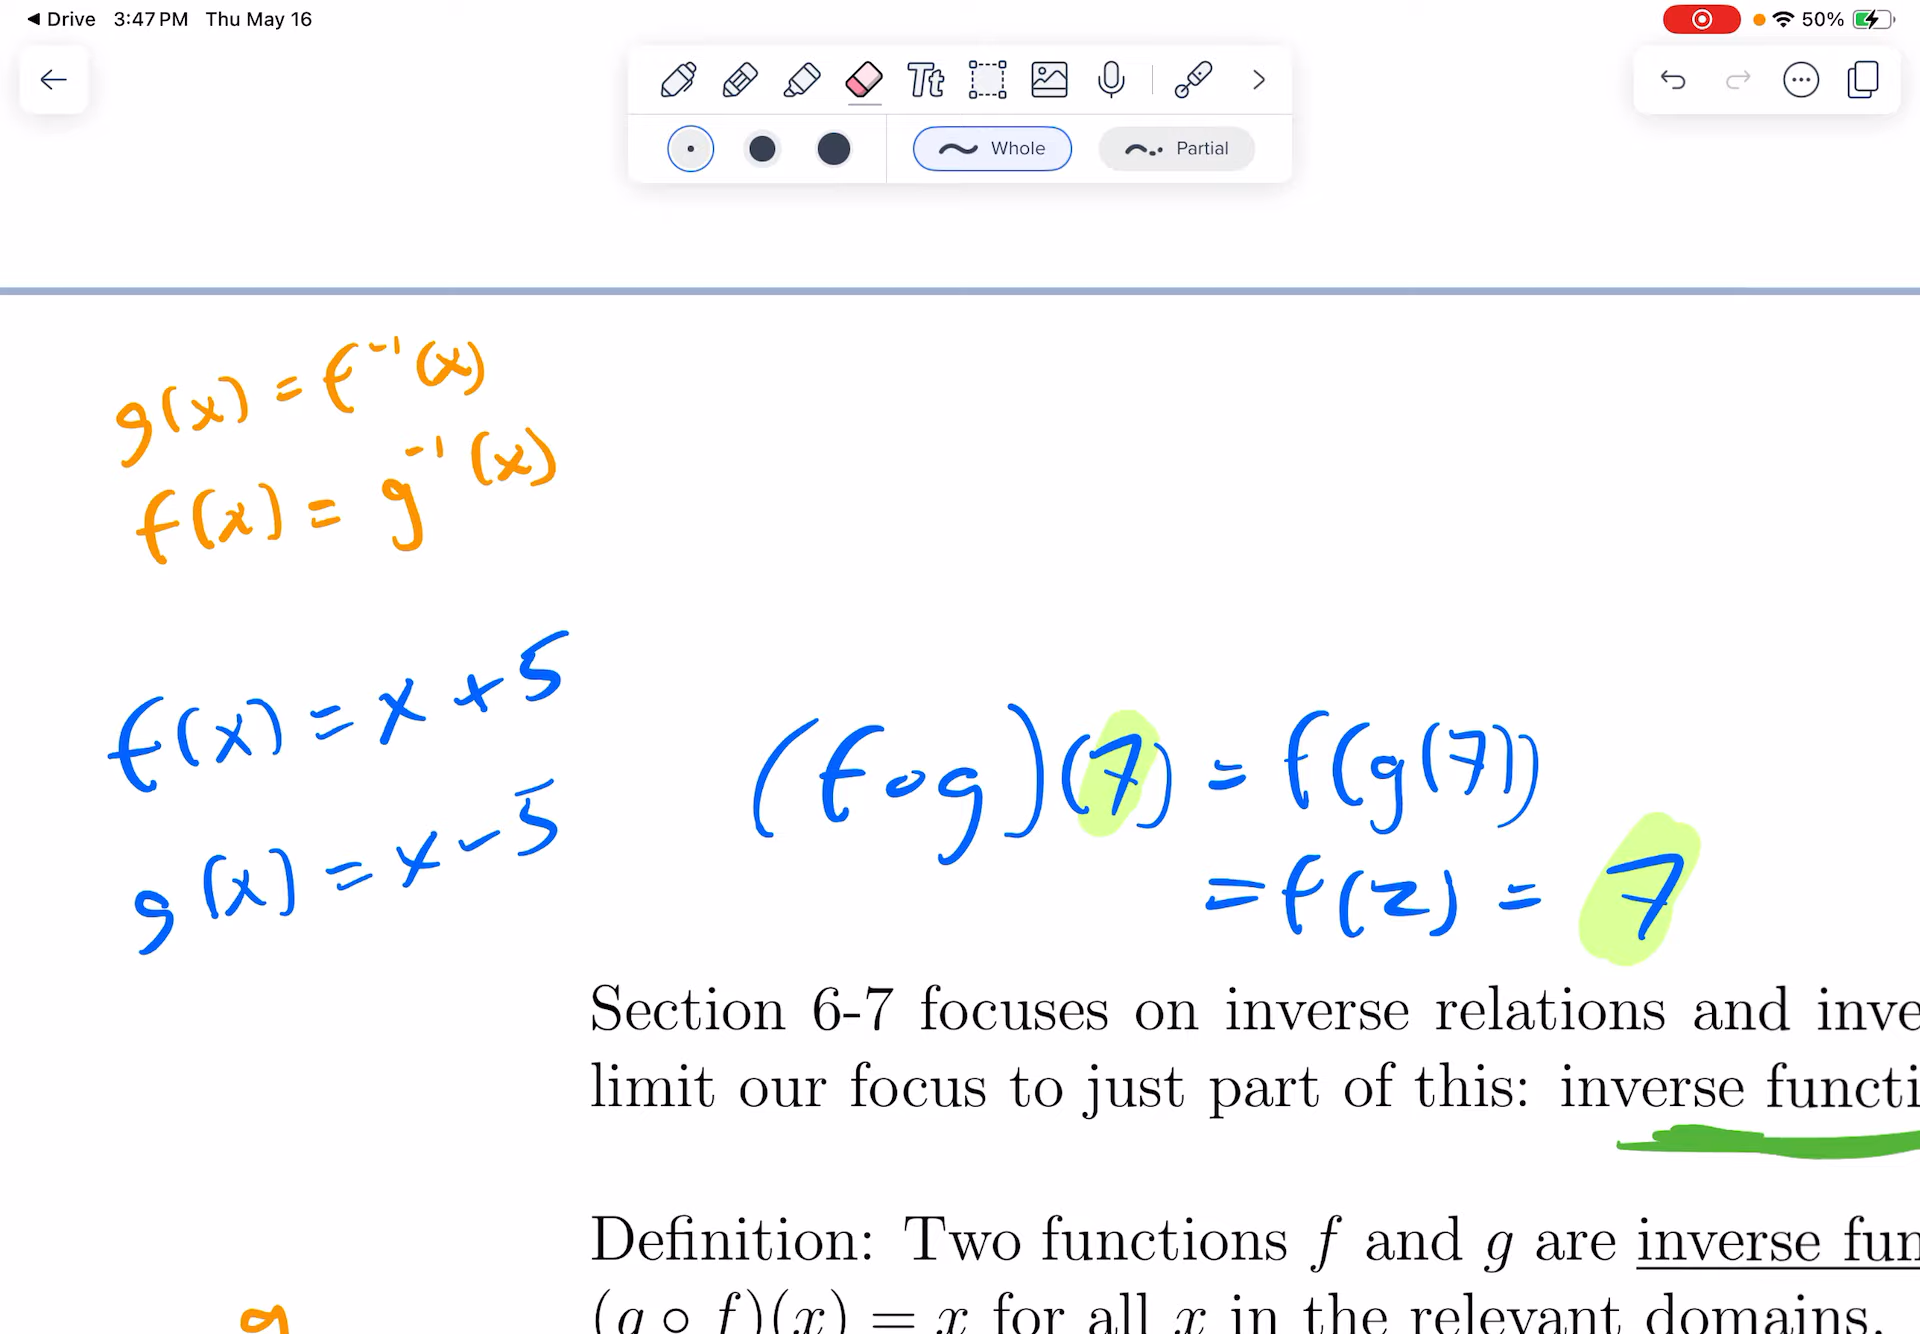 Drive 3:47 PM Thu May 16
50%
Tt
Whole
Partial
g(x) = f⁻¹(x)
f(x) = g⁻¹(x)
f(x) = x + 5
g(x) = x - 5
(f∘g)(7) = f(g(7))
= f(2) = 7
Section 6-7 focuses on inverse relations and inve
limit our focus to just part of this: inverse functi
Definition: Two functions f and g are inverse fun
(g ∘ f)(x) = x for all x in the relevant domains.
g